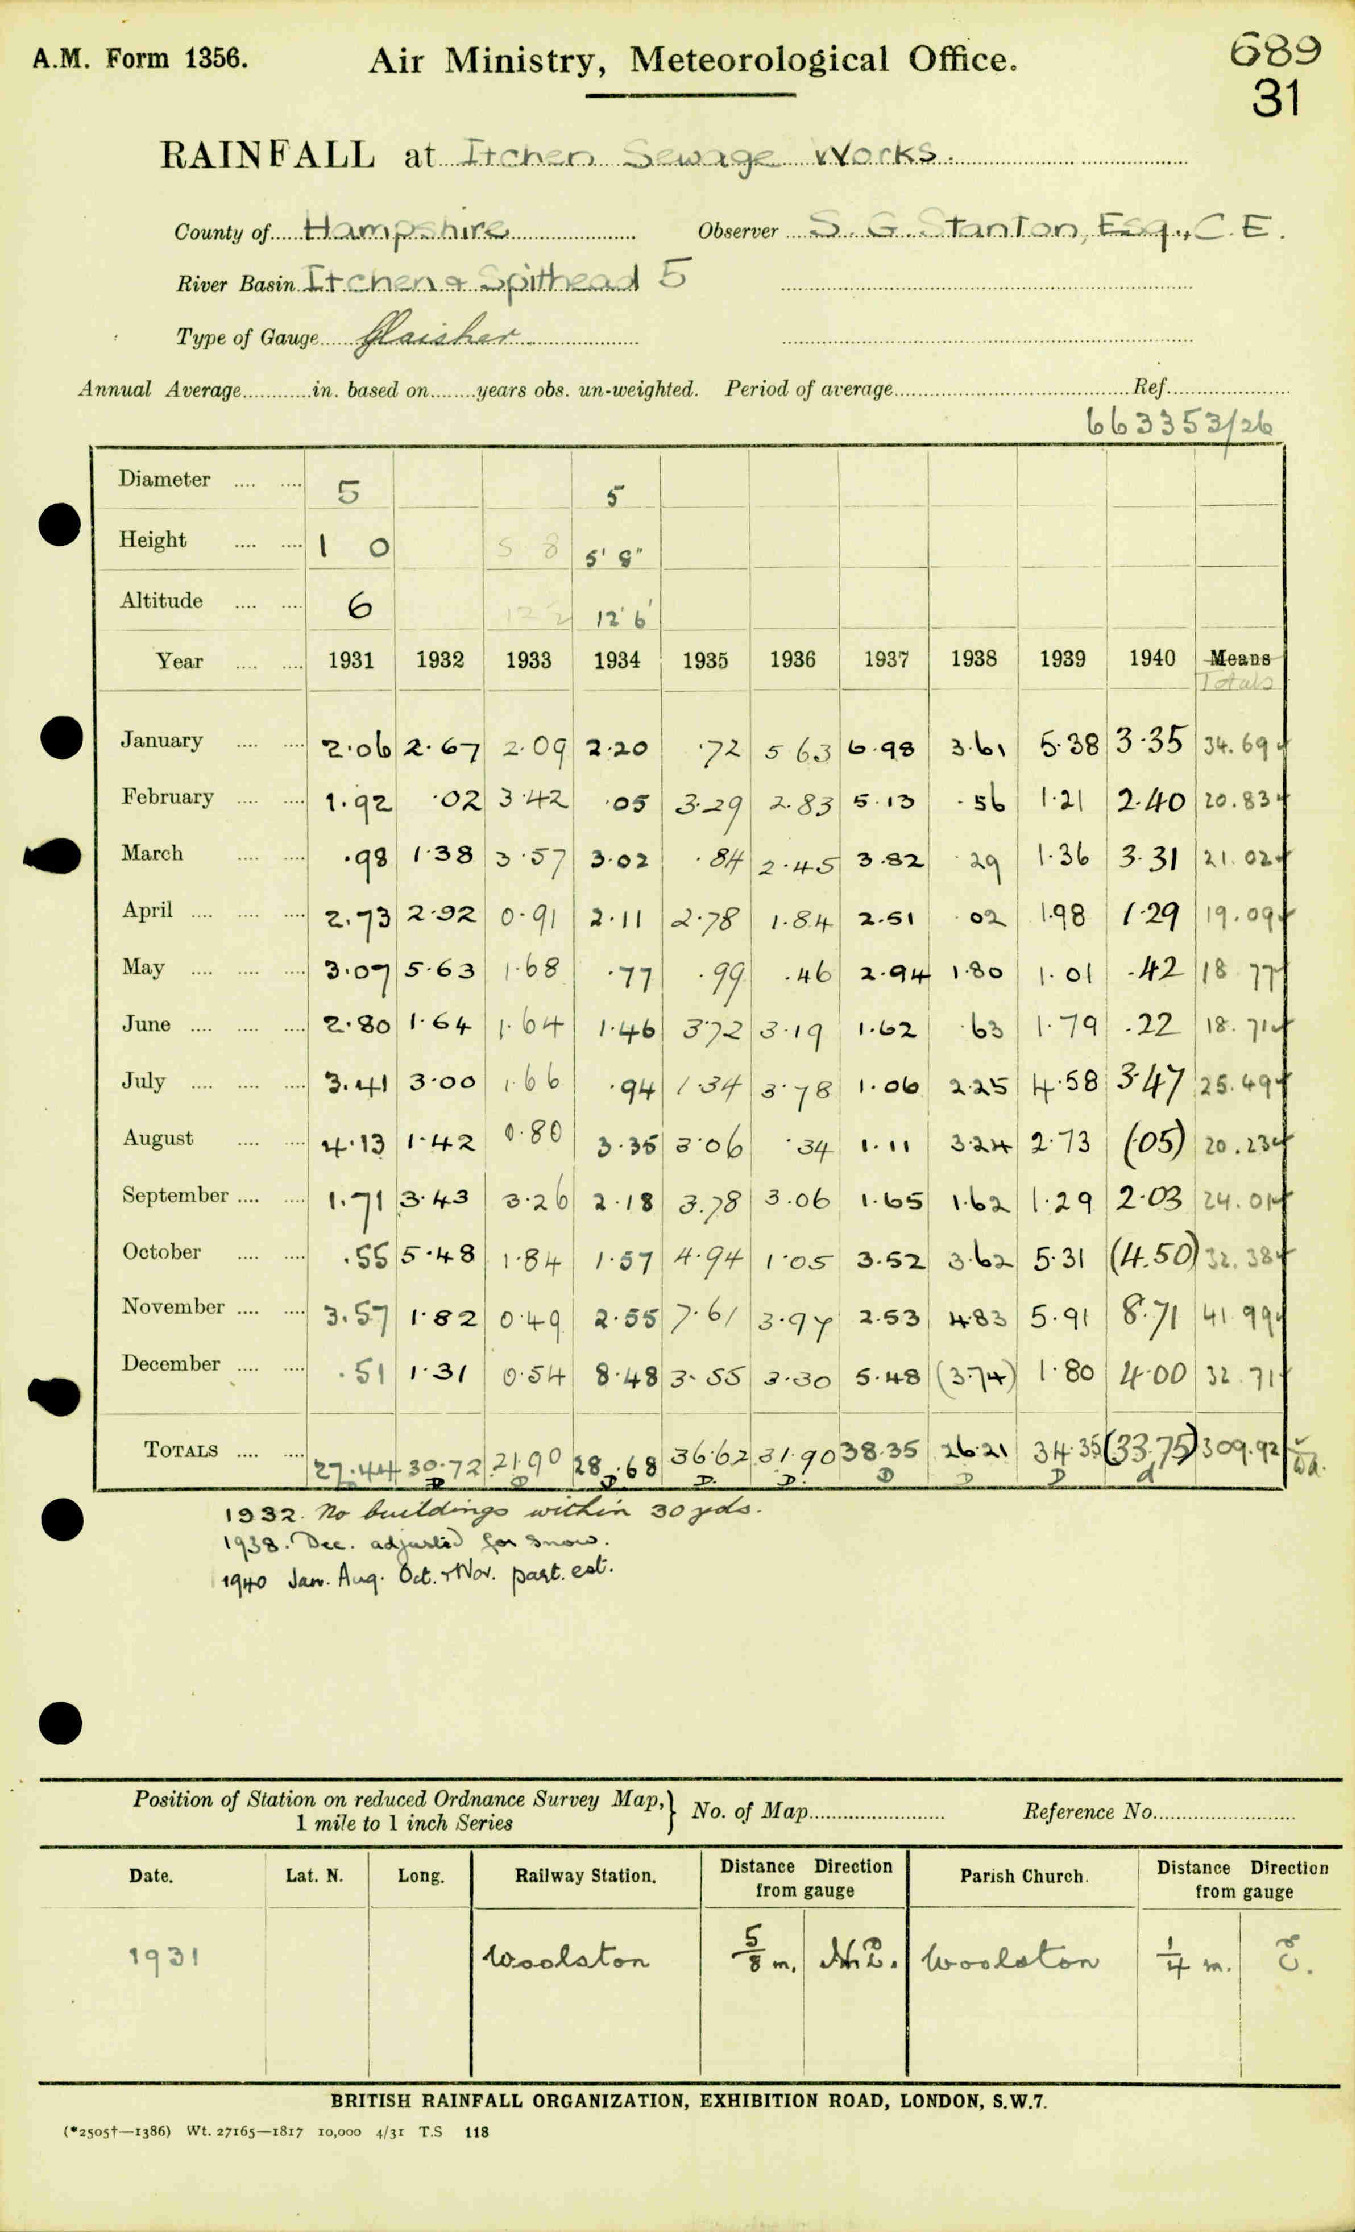 A.M. Form 1356. Air Ministry, Meteorological Office. 689
31
RAINFALL at Itchen Sewage Works.
County of Hampshire Observer S. G. Stanton, Esq., C.E.
River Basin Itchen & Spithead 5
Type of Gauge Glaisher
Annual Average in. based on years obs. un-weighted. Period of average Ref.
663353/26
Diameter 5 5
Height 1 0 5 8 5' 8"
Altitude 6 12' 6'
Year 1931 1932 1933 1934 1935 1936 1937 1938 1939 1940 Means
Totals
January 2.06 2.67 2.09 2.20 .72 5 63 6.98 3.61 5.38 3.35 34.69
February 1.92 .02 3.42 .05 3.29 2.83 5.13 .56 1.21 2.40 20.83
March .98 1.38 3.57 3.02 .84 2.45 3.82 .29 1.36 3.31 21.02
April 2.73 2.92 0.91 2.11 2.78 1.84 2.51 .02 1.98 1.29 19.09
May 3.07 5.63 1.68 .77 .99 .46 2.94 1.80 1.01 .42 18 77
June 2.80 1.64 1.64 1.46 3.72 3.19 1.62 .63 1.79 .22 18.71
July 3.41 3.00 1.66 .94 1.34 3.78 1.06 2.25 4.58 3.47 25.49
August 4.13 1.42 0.80 3.35 3.06 .34 1.11 3.24 2.73 (.05) 20.23
September 1.71 3.43 3.26 2.18 3.78 3.06 1.65 1.62 1.29 2.03 24.01
October .55 5.48 1.84 1.57 4.94 1.05 3.52 3.62 5.31 (4.50) 32.38
November 3.57 1.82 0.49 2.55 7.61 3.97 2.53 4.83 5.91 8.71 41.99
December .51 1.31 0.54 8.48 3.55 3.30 5.48 (3.74) 1.80 4.00 32.71
TOTALS 27.44 30.72 21.90 28.68 36.62 31.90 38.35 26.21 34.35 (33.75) 309.92
D D D D D D D D d
1932. No buildings within 30 yds.
1938. Dec. adjusted for snow.
1940 Jan. Aug. Oct. & Nov. part. est.
Position of Station on reduced Ordnance Survey Map, } No. of Map Reference No.
1 mile to 1 inch Series
Date. Lat. N. Long. Railway Station. Distance Direction from gauge Parish Church. Distance Direction from gauge
1931 Woolston 5/8 m. N.E. Woolston 1/4 m. E.
BRITISH RAINFALL ORGANIZATION, EXHIBITION ROAD, LONDON, S.W.7.
(*2505†—1386) Wt. 27165—1817 10,000 4/31 T.S 118